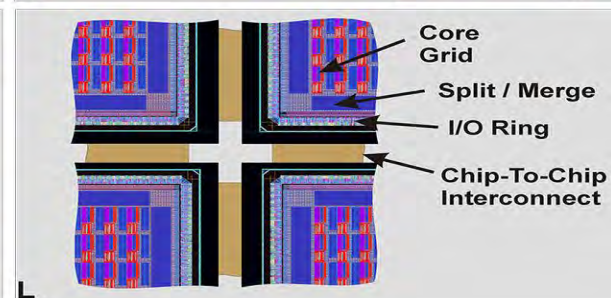 Core
Grid
Split / Merge
I/O Ring
Chip-To-Chip
Interconnect
L